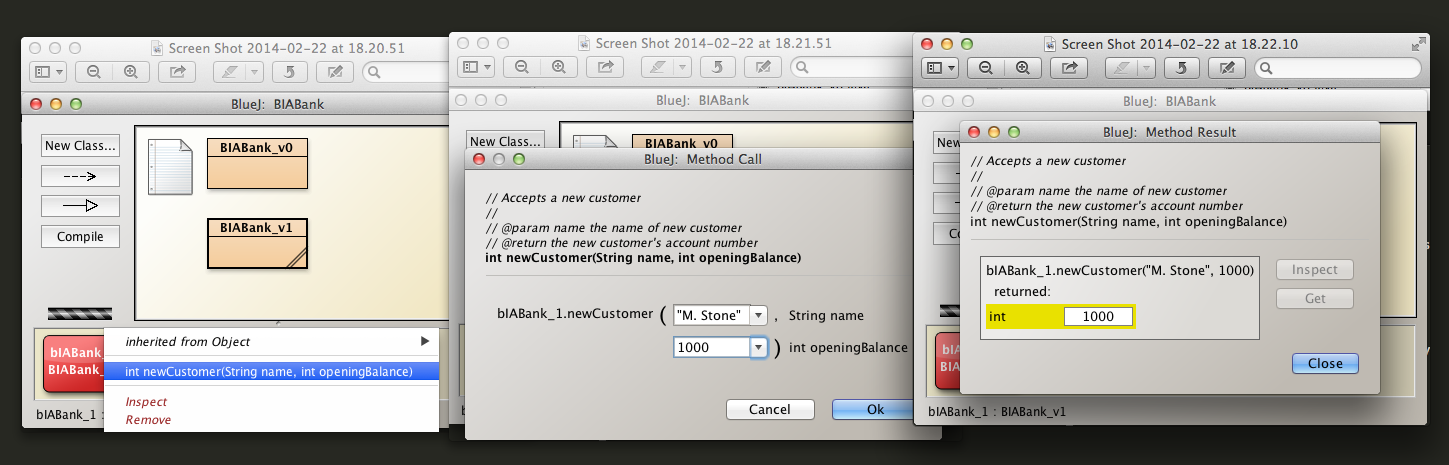 Screen Shot 2014-02-22 at 18.20.51
BlueJ: BIABank
New Class...
Compile
BIABank_v0
BIABank_v1
bIABank_
BIABank_
inherited from Object
int newCustomer(String name, int openingBalance)
Inspect
Remove
bIABank_1 :
Screen Shot 2014-02-22 at 18.21.51
BlueJ: BIABank
New Class...
BIABank_v0
BlueJ: Method Call
// Accepts a new customer
//
// @param name the name of new customer
// @return the new customer's account number
int newCustomer(String name, int openingBalance)
bIABank_1.newCustomer ( "M. Stone" , String name
1000 ) int openingBalance
Cancel
Ok
Screen Shot 2014-02-22 at 18.22.10
BlueJ: BIABank
New
Co
BlueJ: Method Result
// Accepts a new customer
//
// @param name the name of new customer
// @return the new customer's account number
int newCustomer(String name, int openingBalance)
bIABank_1.newCustomer("M. Stone", 1000)
returned:
int 1000
Inspect
Get
Close
bIA
BIA
bIABank_1 : BIABank_v1